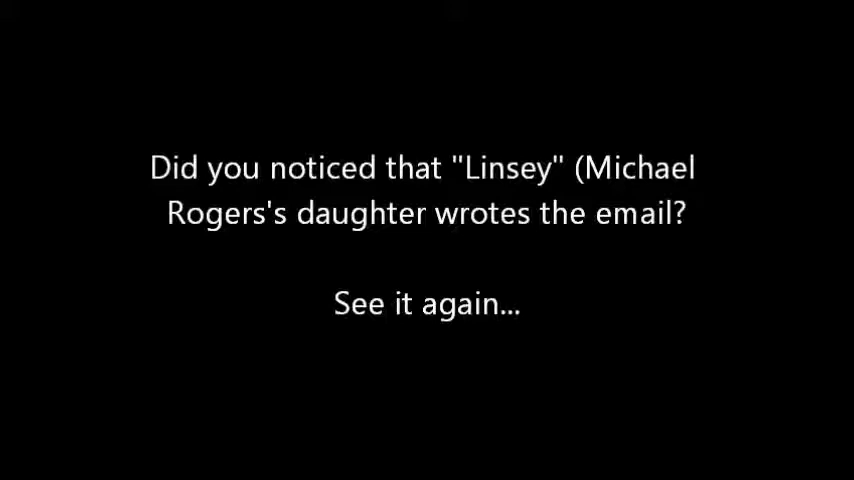 Did you noticed that "Linsey" (Michael
Rogers's daughter wrotes the email?
See it again...